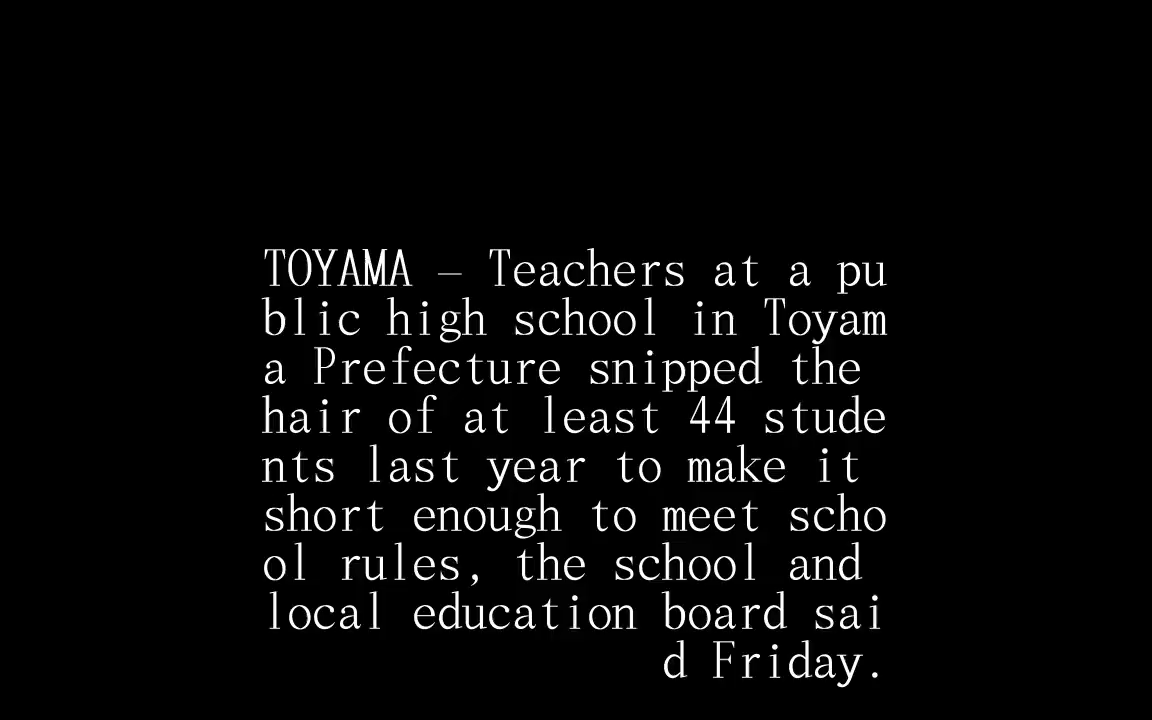 TOYAMA – Teachers at a pu
blic high school in Toyam
a Prefecture snipped the
hair of at least 44 stude
nts last year to make it
short enough to meet scho
ol rules, the school and
local education board sai
d Friday.